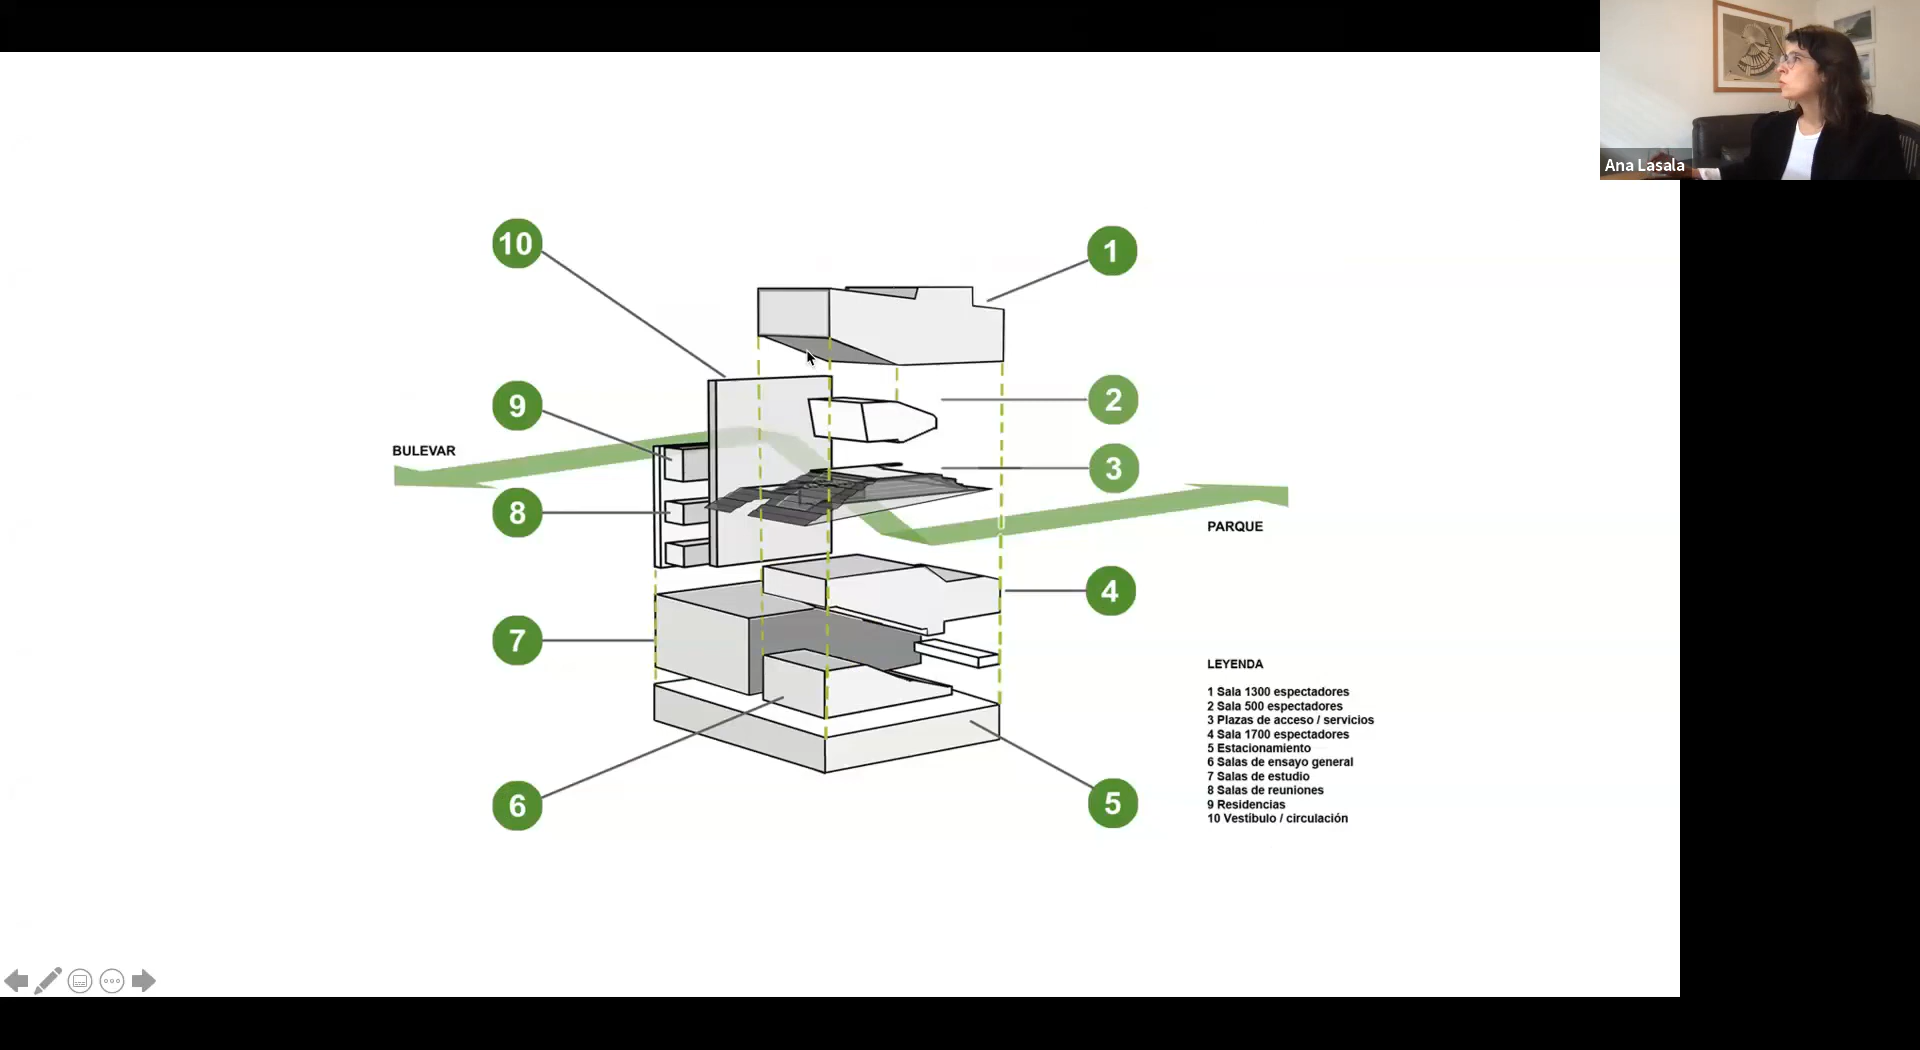 Ana Lasala
10
1
9
2
BULEVAR
3
8
PARQUE
4
7
6
5
LEYENDA
1 Sala 1300 espectadores
2 Sala 500 espectadores
3 Plazas de acceso / servicios
4 Sala 1700 espectadores
5 Estacionamiento
6 Salas de ensayo general
7 Salas de estudio
8 Salas de reuniones
9 Residencias
10 Vestíbulo / circulación